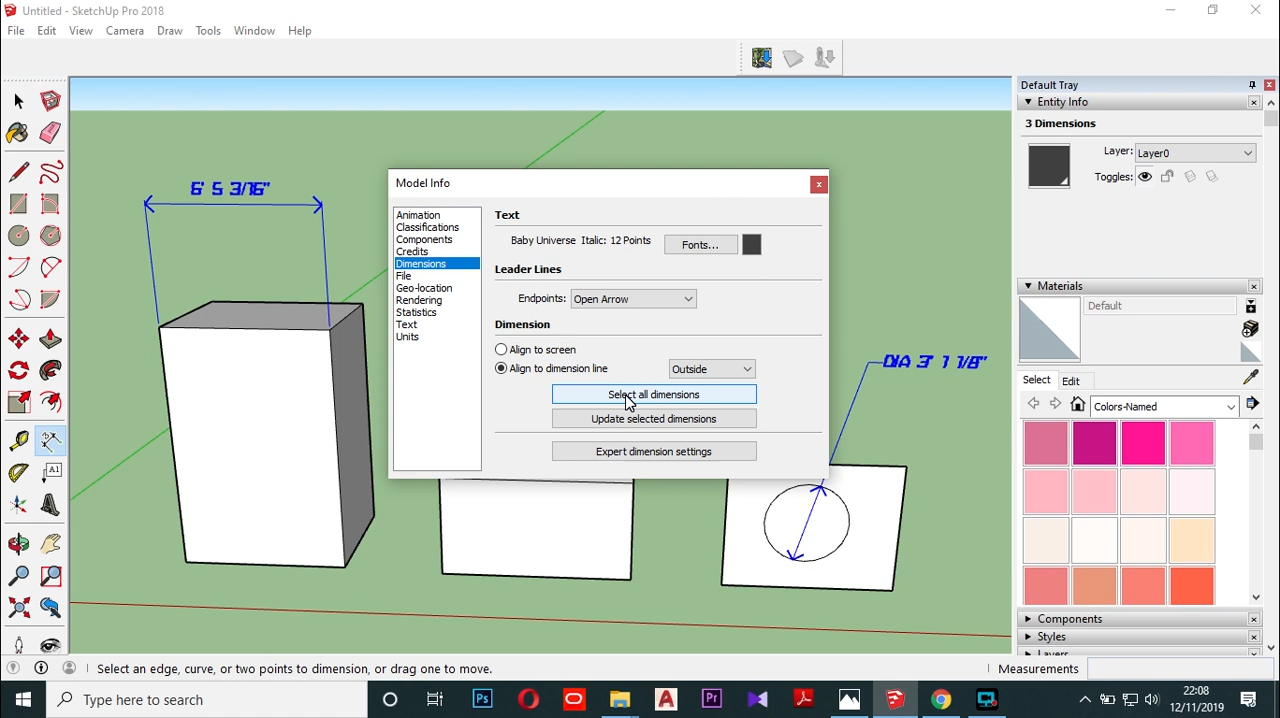 Untitled - SketchUp Pro 2018
File Edit View Camera Draw Tools Window Help
Default Tray
Entity Info
3 Dimensions
Layer: Layer0
Toggles:
Materials
Default
Select Edit
Colors-Named
Components
Styles
Layers
6' 5 3/16"
DIA 3' 1 1/8"
Model Info
Animation
Classifications
Components
Credits
Dimensions
File
Geo-location
Rendering
Statistics
Text
Units
Text
Baby Universe Italic: 12 Points Fonts...
Leader Lines
Endpoints: Open Arrow
Dimension
Align to screen
Align to dimension line Outside
Select all dimensions
Update selected dimensions
Expert dimension settings
A1
Select an edge, curve, or two points to dimension, or drag one to move.
Measurements
Type here to search
Ps
Pr
22:08
12/11/2019